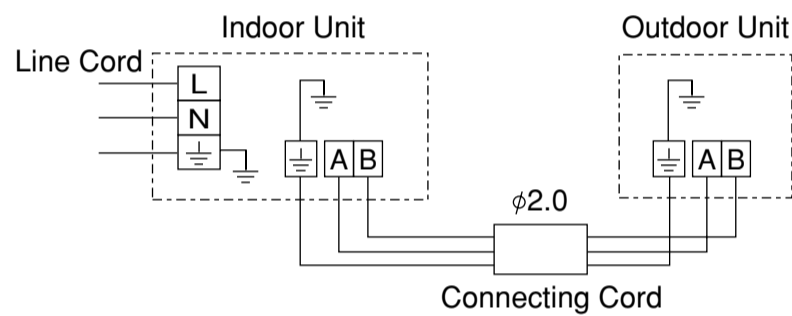 Indoor Unit
Outdoor Unit
Line Cord
L
N
A B
A B
ϕ2.0
Connecting Cord